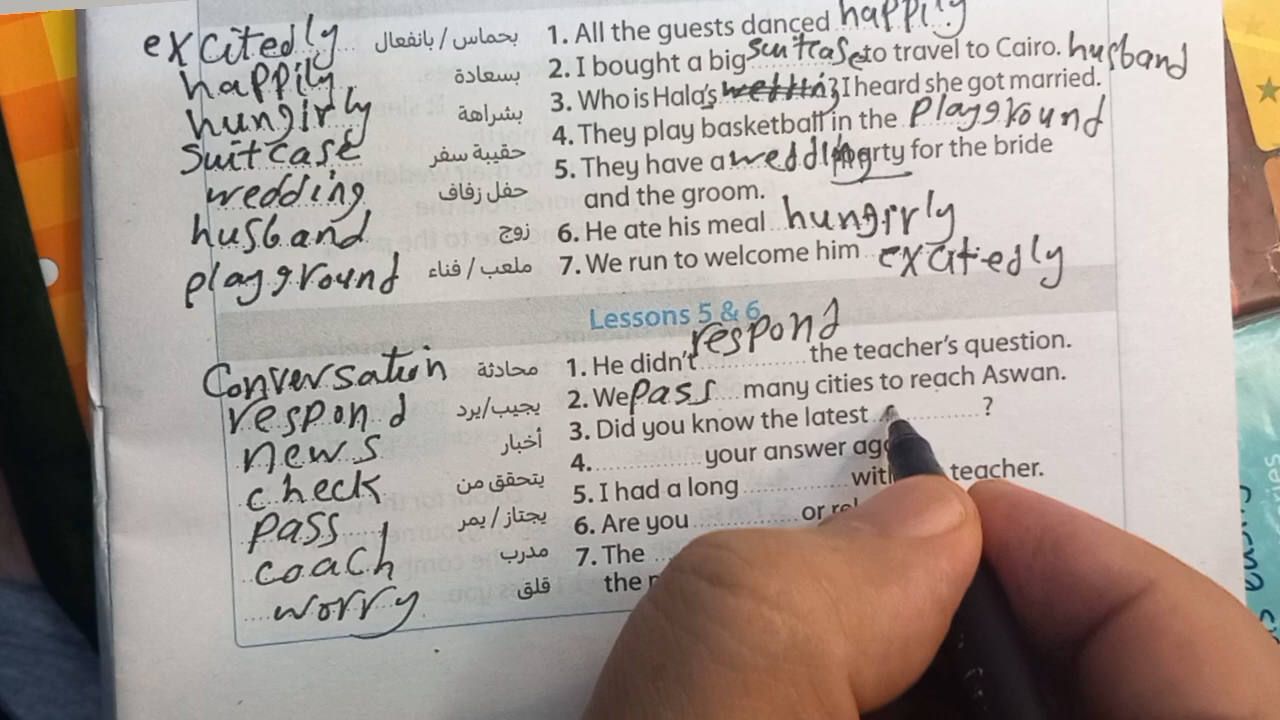 excitedly بحماس / بانفعال 1. All the guests danced happily
happily بسعادة 2. I bought a big suitcase to travel to Cairo. husband
hungirly بشراهة 3. Who is Hala's ? I heard she got married.
suitcase حقيبة سفر 4. They play basketball in the playground
wedding حفل زفاف 5. They have a wedding party for the bride
and the groom.
husband زوج 6. He ate his meal hungrrly
playground ملعب / فناء 7. We run to welcome him excitiedly
Lessons 5 & 6
Conversation محادثة 1. He didn't respond the teacher's question.
respond يجيب/يرد 2. We pass many cities to reach Aswan.
news أخبار 3. Did you know the latest ............ ?
check يتحقق من 4. ............ your answer
pass يجتاز / يمر 5. I had a long ............ teacher.
coach مدرب 6. Are you ............ or
worry قلق 7. The
the